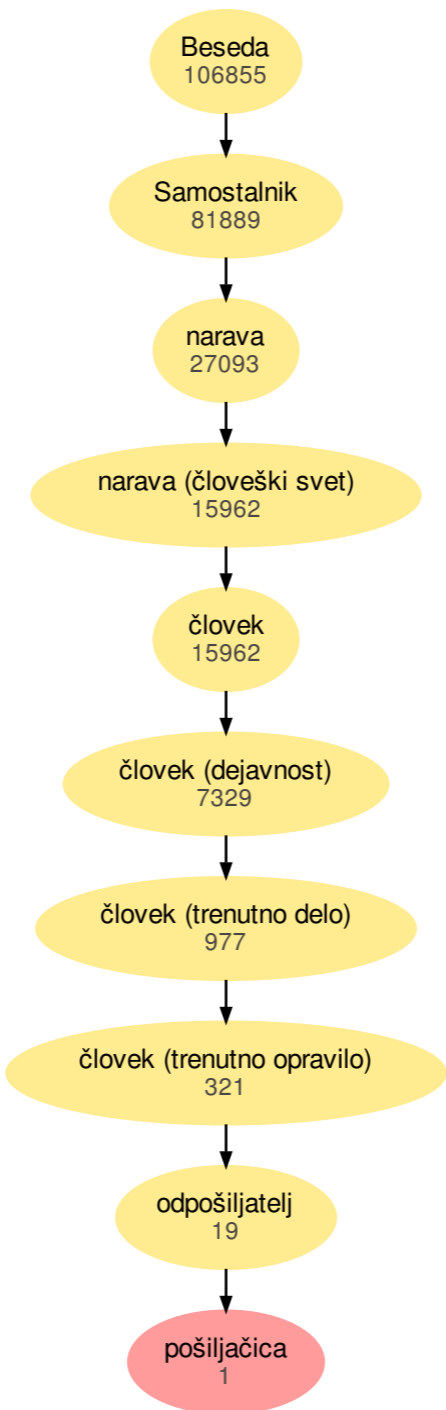 Beseda
106855
Samostalnik
81889
narava
27093
narava (človeški svet)
15962
človek
15962
človek (dejavnost)
7329
človek (trenutno delo)
977
človek (trenutno opravilo)
321
odpošiljatelj
19
pošiljačica
1